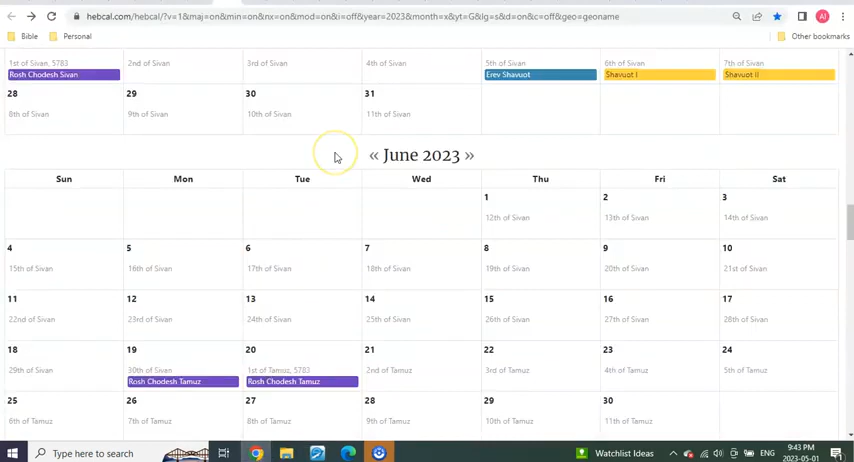 hebcal.com/hebcal/?v=1&maj=on&min=on&nx=on&mod=on&i=off&year=2023&month=x&yt=G&lg=s&d=on&c=off&geo=geoname
AI
Bible Personal Other bookmarks
1st of Sivan, 5783 2nd of Sivan 3rd of Sivan 4th of Sivan 5th of Sivan 6th of Sivan 7th of Sivan
Rosh Chodesh Sivan Erev Shavuot Shavuot I Shavuot II
28 29 30 31
8th of Sivan 9th of Sivan 10th of Sivan 11th of Sivan
« June 2023 »
Sun Mon Tue Wed Thu Fri Sat
1 2 3
12th of Sivan 13th of Sivan 14th of Sivan
4 5 6 7 8 9 10
15th of Sivan 16th of Sivan 17th of Sivan 18th of Sivan 19th of Sivan 20th of Sivan 21st of Sivan
11 12 13 14 15 16 17
22nd of Sivan 23rd of Sivan 24th of Sivan 25th of Sivan 26th of Sivan 27th of Sivan 28th of Sivan
18 19 20 21 22 23 24
29th of Sivan 30th of Sivan 1st of Tamuz, 5783 2nd of Tamuz 3rd of Tamuz 4th of Tamuz 5th of Tamuz
Rosh Chodesh Tamuz Rosh Chodesh Tamuz
25 26 27 28 29 30
6th of Tamuz 7th of Tamuz 8th of Tamuz 9th of Tamuz 10th of Tamuz 11th of Tamuz
Type here to search Watchlist Ideas ENG 9:43 PM
2023-05-01